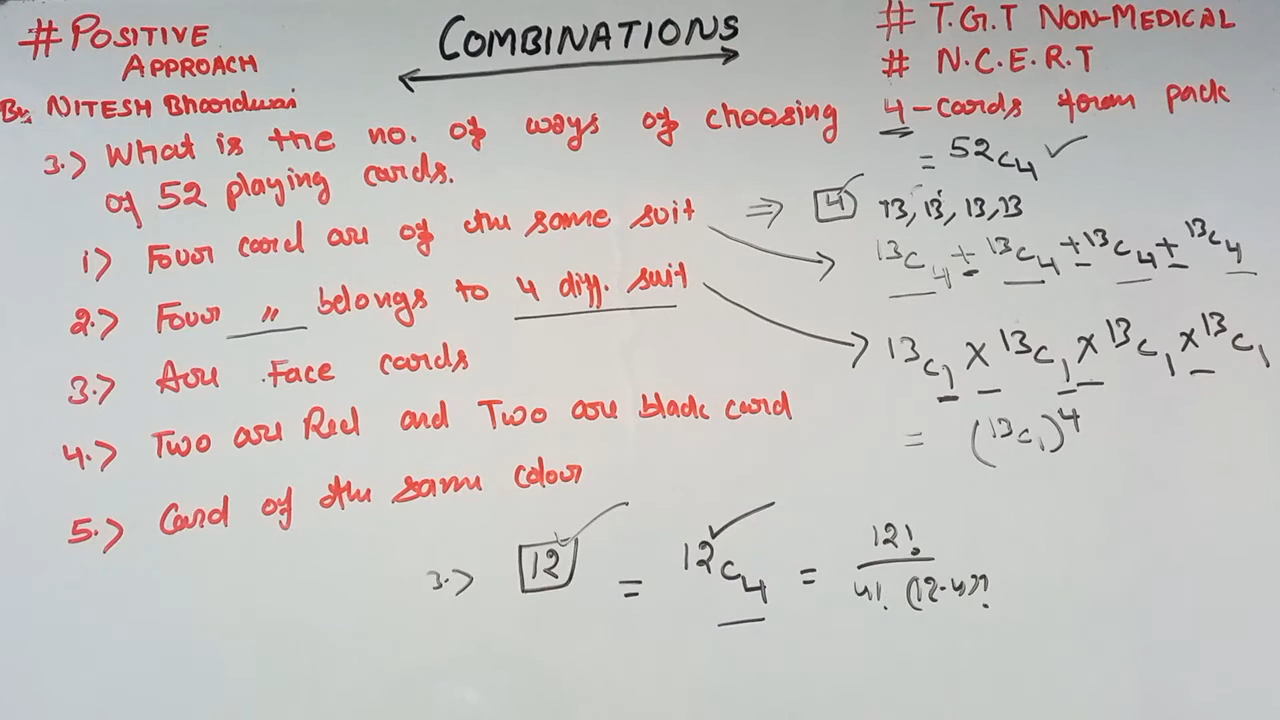 # POSITIVE APPROACH
By NITESH Bhardwaj
COMBINATIONS
# T.G.T NON-MEDICAL
# N.C.E.R.T
3.) What is the no. of ways of choosing 4-cards from pack
of 52 playing cards.
= 52C₄ ✓
1) Four card are of the same suit ⇒ 4 13, 13, 13, 13
¹³C₄ + ¹³C₄ + ¹³C₄ + ¹³C₄
2.) Four " belongs to 4 diff. suit
¹³C₁ × ¹³C₁ × ¹³C₁ × ¹³C₁
= (¹³C₁)⁴
3.) Are Face cards
4.) Two are Red and Two are black card
5.) Card of the same colour
3.) 12 = 12C₄ = 12! / 4! (12-4)!